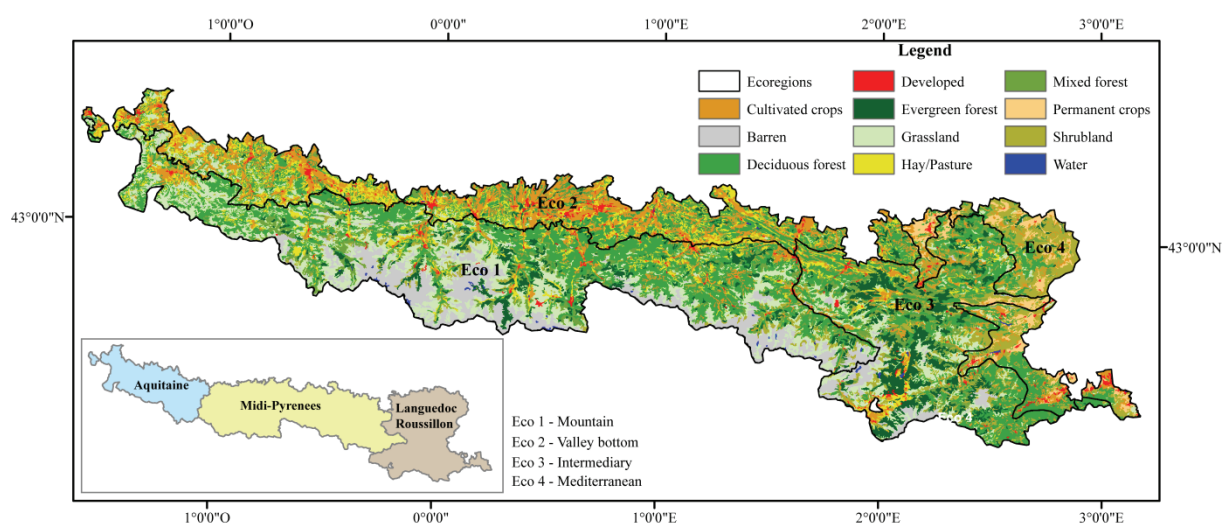 1°0'0"O 0°0'0" 1°0'0"E 2°0'0"E 3°0'0"E
Legend
Ecoregions Developed Mixed forest
Cultivated crops Evergreen forest Permanent crops
Barren Grassland Shrubland
Deciduous forest Hay/Pasture Water
43°0'0"N
43°0'0"N
Eco 2
Eco 4
Eco 1
Eco 3
Eco 4
Aquitaine
Midi-Pyrenees
Languedoc
Roussillon
Eco 1 - Mountain
Eco 2 - Valley bottom
Eco 3 - Intermediary
Eco 4 - Mediterranean
1°0'0"O 0°0'0" 1°0'0"E 2°0'0"E 3°0'0"E